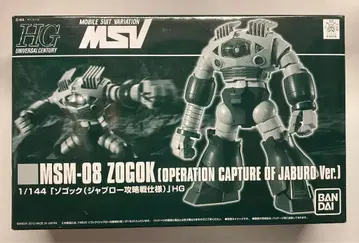 HG
UNIVERSAL CENTURY
MOBILE SUIT VARIATION
MSV
MSM-08 ZOGOK [OPERATION CAPTURE OF JABURO Ver.]
1/144「ゾゴック(ジャブロー攻略戦仕様)」HG
BANDAI